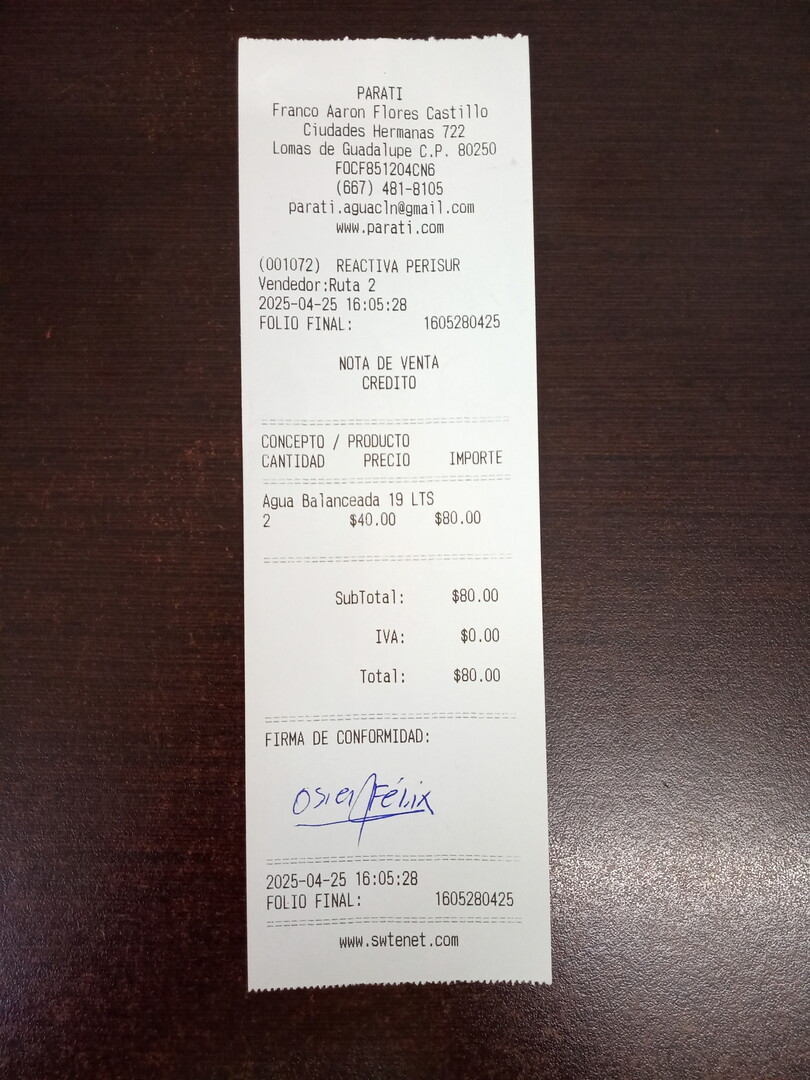 PARATI
Franco Aaron Flores Castillo
Ciudades Hermanas 722
Lomas de Guadalupe C.P. 80250
FOCF851204CN6
(667) 481-8105
parati.aguacln@gmail.com
www.parati.com
(001072) REACTIVA PERISUR
Vendedor:Ruta 2
2025-04-25 16:05:28
FOLIO FINAL: 1605280425
NOTA DE VENTA
CREDITO
CONCEPTO / PRODUCTO
CANTIDAD PRECIO IMPORTE
Agua Balanceada 19 LTS
2 $40.00 $80.00
SubTotal: $80.00
IVA: $0.00
Total: $80.00
FIRMA DE CONFORMIDAD:
Osiel Félix
2025-04-25 16:05:28
FOLIO FINAL: 1605280425
www.swtenet.com